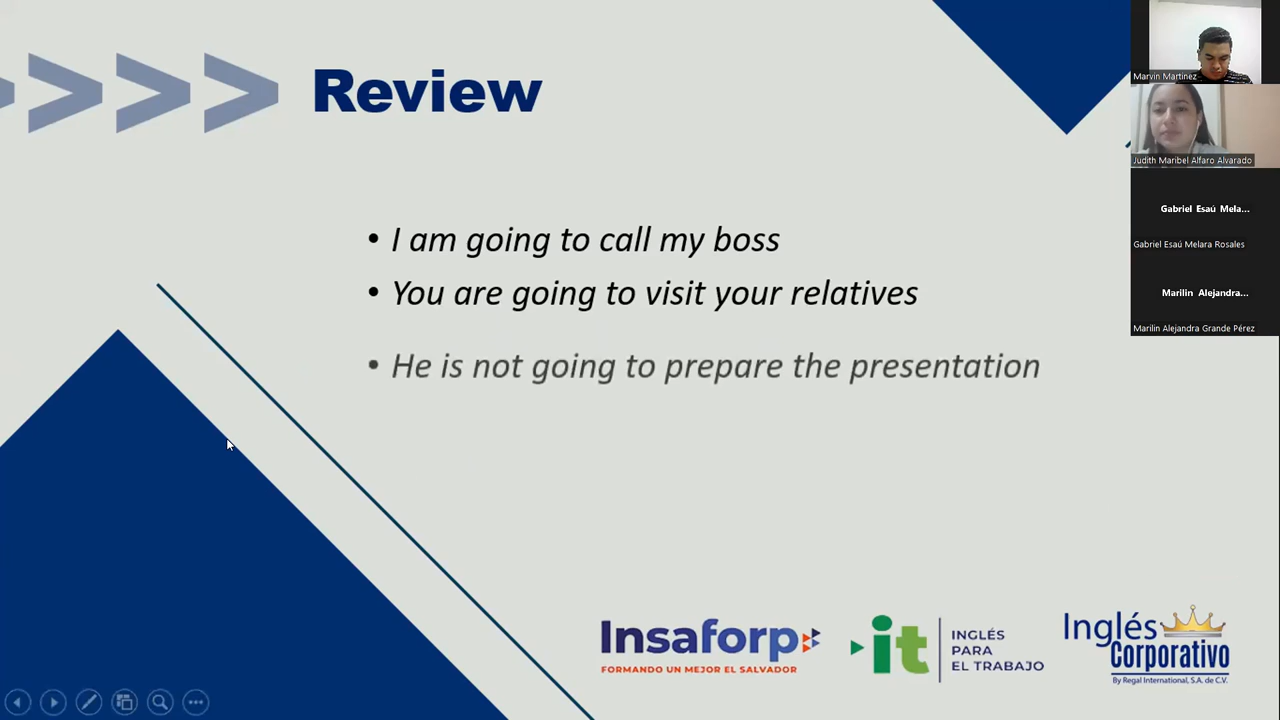 Review
• I am going to call my boss
• You are going to visit your relatives
• He is not going to prepare the presentation
Marvin Martinez
Judith Maribel Alfaro Alvarado
Gabriel Esaú Mela...
Gabriel Esaú Melara Rosales
Marilin Alejandra...
Marilin Alejandra Grande Pérez
Insaforp
FORMANDO UN MEJOR EL SALVADOR
it
INGLÉS
PARA
EL TRABAJO
Inglés
Corporativo
By Regal International, S.A. de C.V.